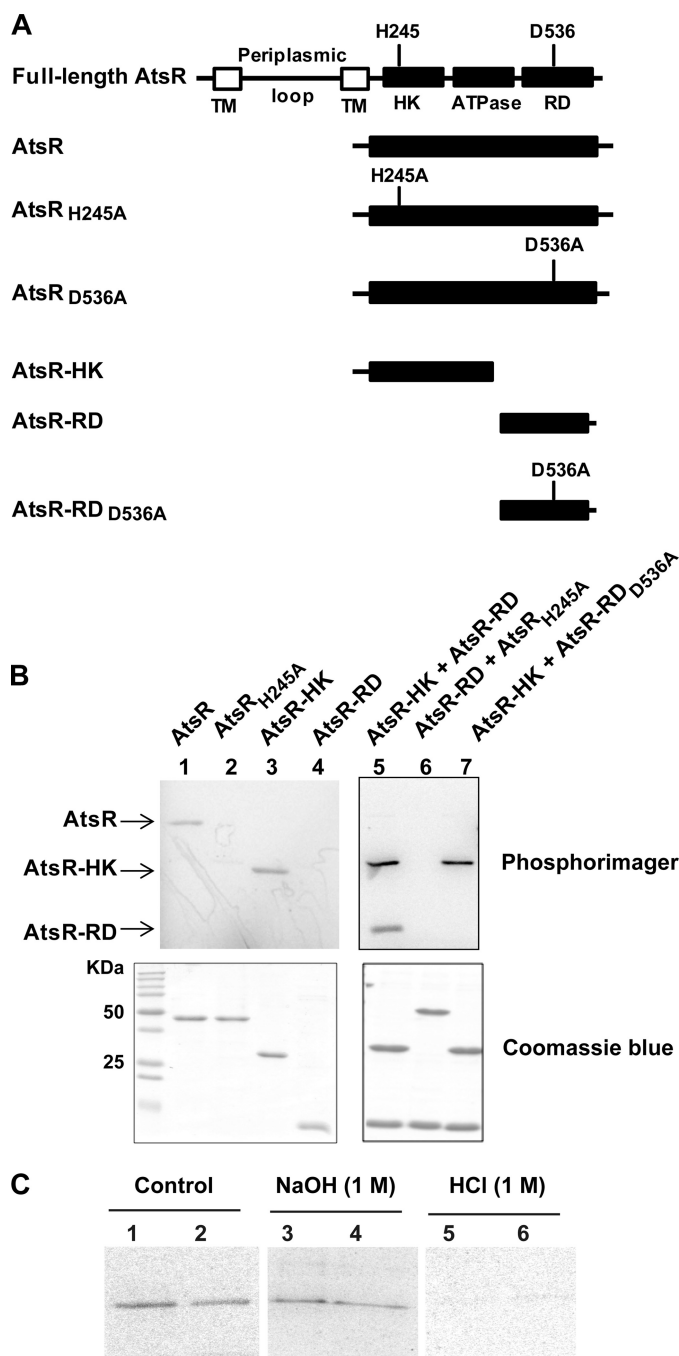 A
H245 D536
Periplasmic
Full-length AtsR
loop
TM TM HK ATPase RD
AtsR
H245A
AtsR H245A
D536A
AtsR D536A
AtsR-HK
AtsR-RD
D536A
AtsR-RD D536A
B
AtsR
AtsR H245A
AtsR-HK
AtsR-RD
AtsR-HK + AtsR-RD
AtsR-RD + AtsR H245A
AtsR-HK + AtsR-RD D536A
1 2 3 4 5 6 7
AtsR
AtsR-HK
AtsR-RD
Phosphorimager
KDa
50
25
Coomassie blue
C
Control NaOH (1 M) HCl (1 M)
1 2 3 4 5 6